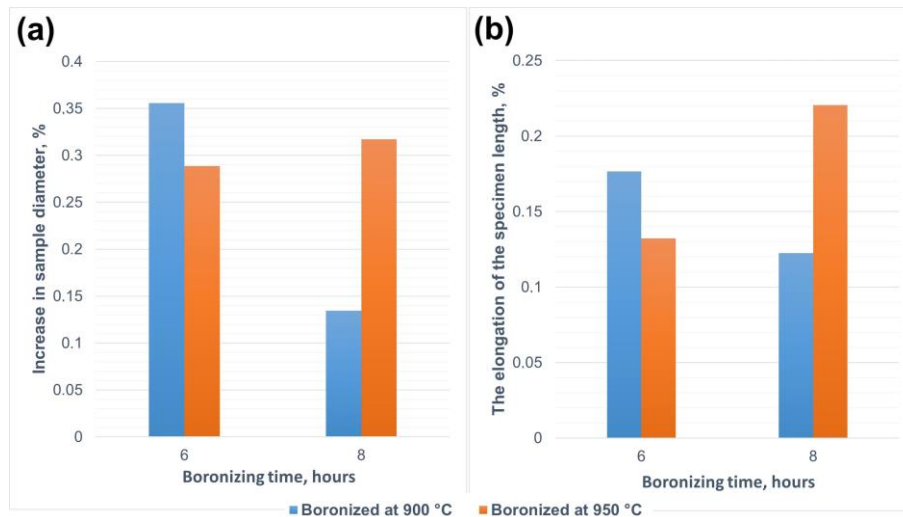 (a)
Increase in sample diameter, %
0.4
0.35
0.3
0.25
0.2
0.15
0.1
0.05
0
6
8
Boronizing time, hours
(b)
The elongation of the specimen length, %
0.25
0.2
0.15
0.1
0.05
0
6
8
Boronizing time, hours
Boronized at 900 °C
Boronized at 950 °C